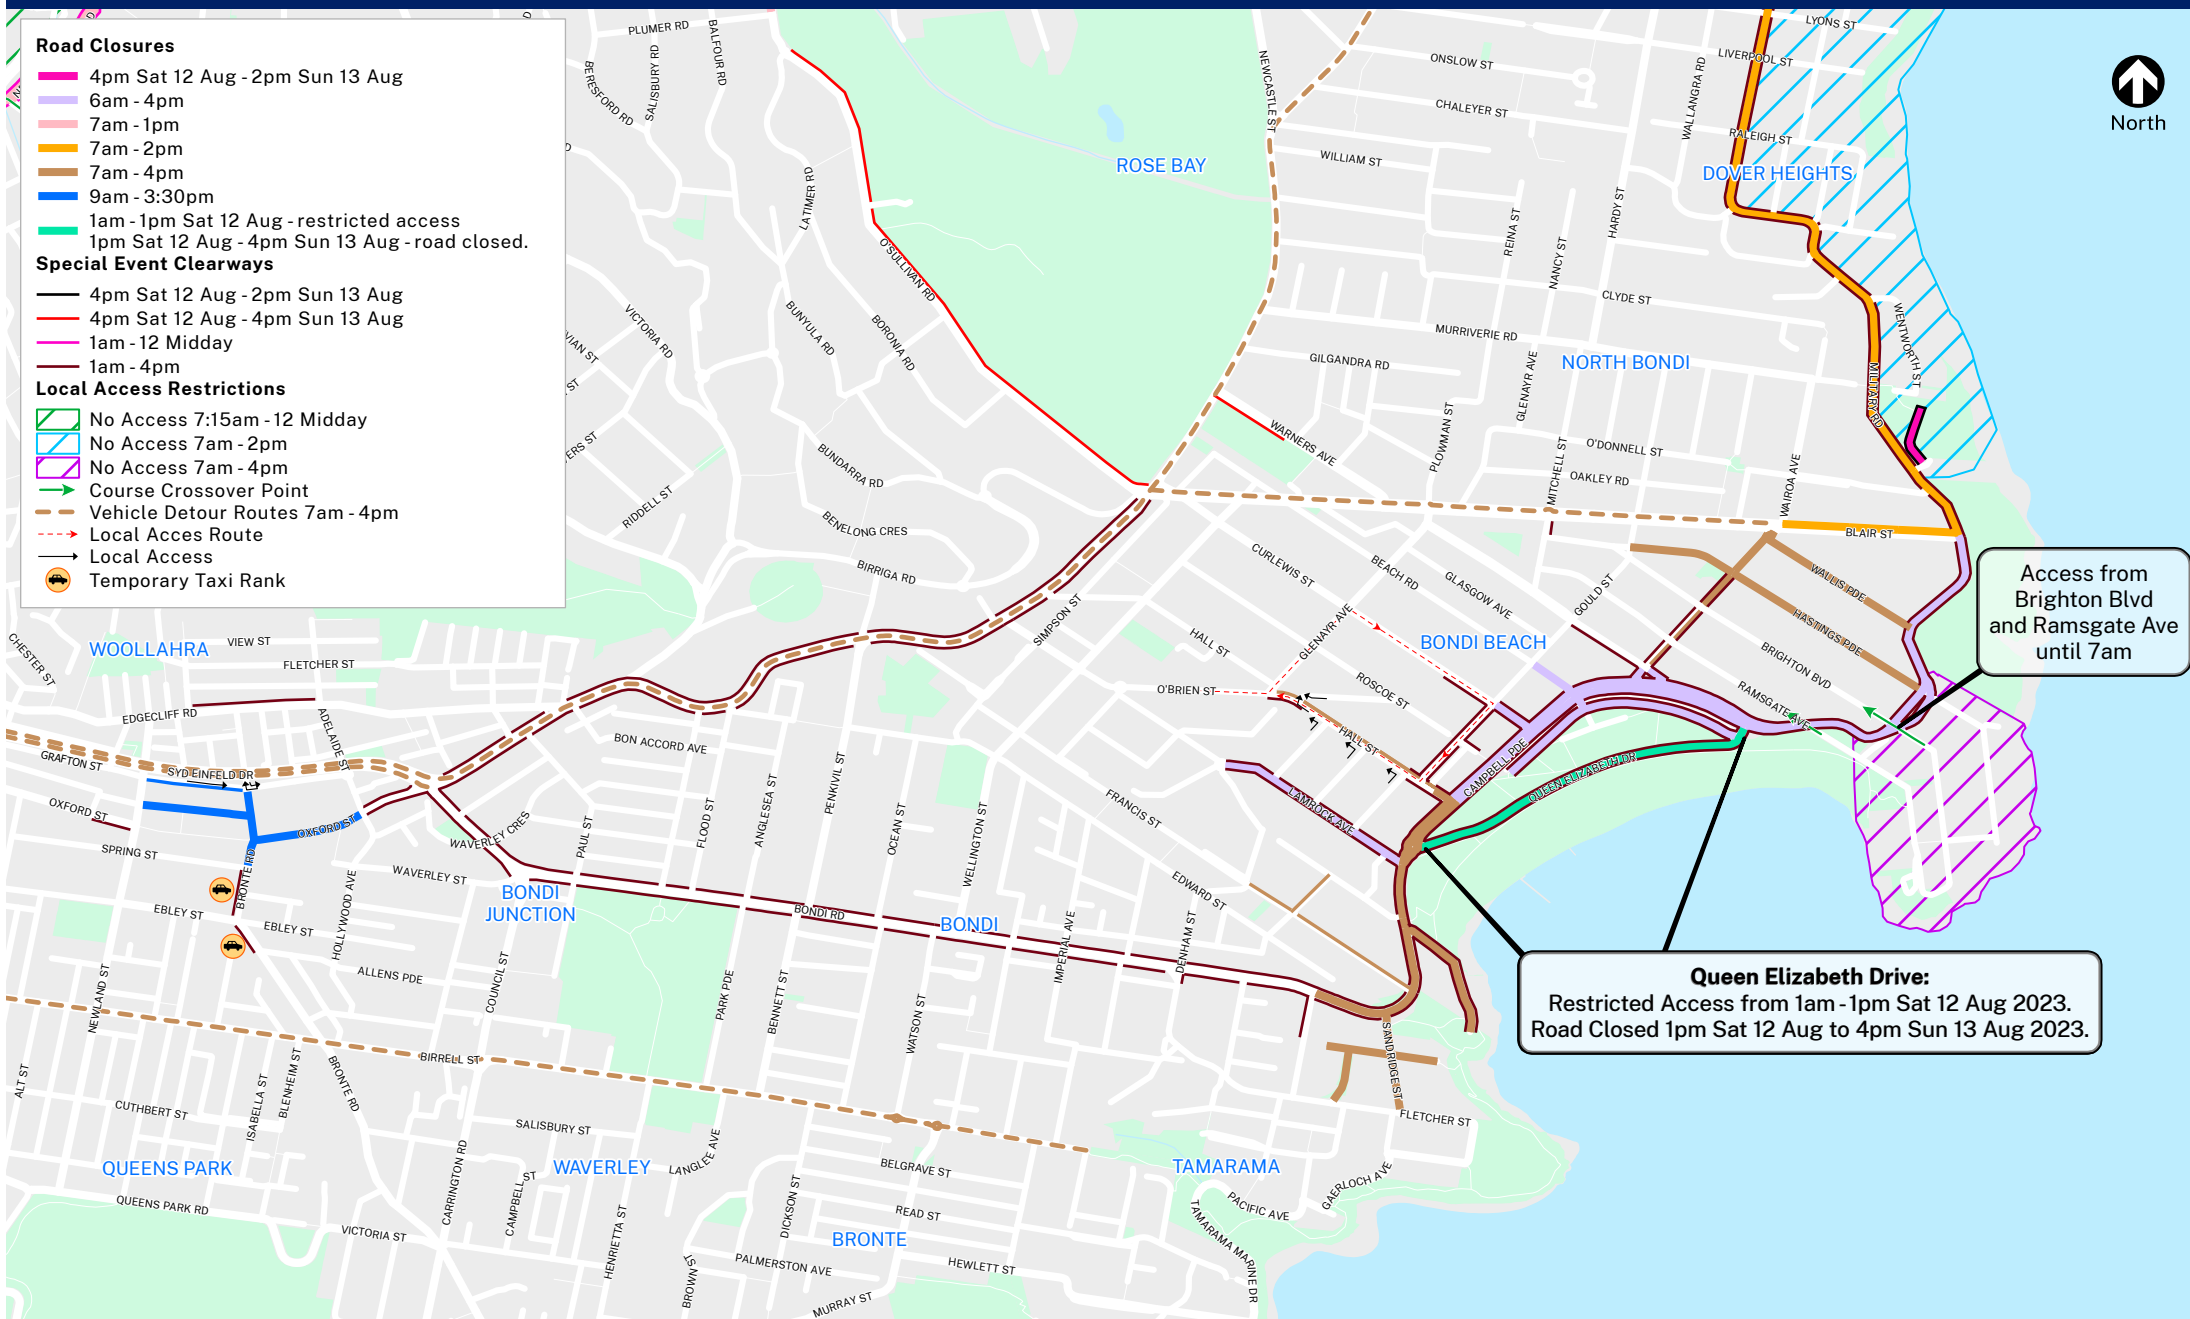 Road Closures
4pm Sat 12 Aug - 2pm Sun 13 Aug
6am - 4pm
7am - 1pm
7am - 2pm
7am - 4pm
9am - 3:30pm
1am - 1pm Sat 12 Aug - restricted access
1pm Sat 12 Aug - 4pm Sun 13 Aug - road closed.
Special Event Clearways
4pm Sat 12 Aug - 2pm Sun 13 Aug
4pm Sat 12 Aug - 4pm Sun 13 Aug
1am - 12 Midday
1am - 4pm
Local Access Restrictions
No Access 7:15am - 12 Midday
No Access 7am - 2pm
No Access 7am - 4pm
Course Crossover Point
Vehicle Detour Routes 7am - 4pm
Local Acces Route
Local Access
Temporary Taxi Rank
North
PLUMER RD
BALFOUR RD
SALISBURY RD
BERESFORD RD
LATIMER RD
O'SULLIVAN RD
VICTORIA RD
BUNYULA RD
BORONIA RD
BUNDARRA RD
RIDDELL ST
BENELONG CRES
BIRRIGA RD
NEWCASTLE ST
ROSE BAY
ONSLOW ST
CHALEYER ST
WILLIAM ST
LYONS ST
LIVERPOOL ST
WALLANGRA RD
RALEIGH ST
DOVER HEIGHTS
HARDY ST
REINA ST
NANCY ST
CLYDE ST
MURRIVERIE RD
GILGANDRA RD
NORTH BONDI
GLENAYR AVE
WENTWORTH ST
MILITARY RD
WARNERS AVE
PLOWMAN ST
MITCHELL ST
O'DONNELL ST
OAKLEY RD
WAIROA AVE
BLAIR ST
CURLEWIS ST
BEACH RD
GLASGOW AVE
GOULD ST
WALLIS PDE
HASTINGS PDE
BRIGHTON BVD
RAMSGATE AVE
Access from
Brighton Blvd
and Ramsgate Ave
until 7am
SIMPSON ST
HALL ST
GLENAYR AVE
BONDI BEACH
O'BRIEN ST
ROSCOE ST
HALL ST
CAMPBELL PDE
QUEEN ELIZABETH DR
LAMROCK AVE
FRANCIS ST
EDWARD ST
CHESTER ST
WOOLLAHRA
VIEW ST
FLETCHER ST
EDGECLIFF RD
ADELAIDE ST
GRAFTON ST
SYD EINFELD DR
OXFORD ST
OXFORD ST
SPRING ST
BRONTE RD
WAVERLEY CRES
WAVERLEY ST
EBLEY ST
EBLEY ST
HOLLYWOOD AVE
ALLENS PDE
NEWLAND ST
COUNCIL ST
BONDI
JUNCTION
BON ACCORD AVE
PAUL ST
FLOOD ST
ANGLESEA ST
PENKIVIL ST
OCEAN ST
WELLINGTON ST
BONDI RD
BONDI
IMPERIAL AVE
DENHAM ST
PARK PDE
BENNETT ST
WATSON ST
Queen Elizabeth Drive:
Restricted Access from 1am - 1pm Sat 12 Aug 2023.
Road Closed 1pm Sat 12 Aug to 4pm Sun 13 Aug 2023.
SANDRIDGE ST
FLETCHER ST
BIRRELL ST
ALT ST
CUTHBERT ST
ISABELLA ST
BLENHEIM ST
BRONTE RD
SALISBURY ST
QUEENS PARK
QUEENS PARK RD
VICTORIA ST
CARRINGTON RD
CAMPBELL ST
WAVERLEY
LANGLEE AVE
HENRIETTA ST
BROWN ST
DICKSON ST
BELGRAVE ST
READ ST
BRONTE
PALMERSTON AVE
HEWLETT ST
MURRAY ST
TAMARAMA
PACIFIC AVE
GAERLOCH AVE
TAMARAMA MARINE DR